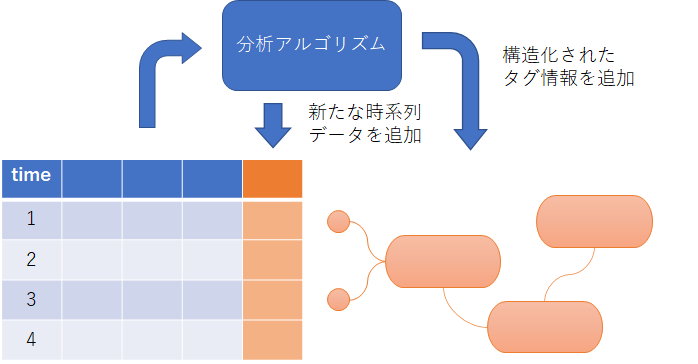 分析アルゴリズム
構造化された
タグ情報を追加
新たな時系列
データを追加
time
1
2
3
4